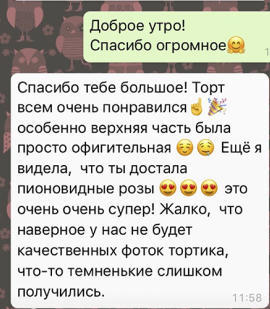 Доброе утро!
Спасибо огромное🤗
Спасибо тебе большое! Торт
всем очень понравился☝️🎉
особенно верхняя часть была
просто офигительная ☺️☺️ Ещё я
видела, что ты достала
пионовидные розы 😍😍😍 это
очень очень супер! Жалко, что
наверное у нас не будет
качественных фоток тортика,
что-то темненькие слишком
получились.
11:58